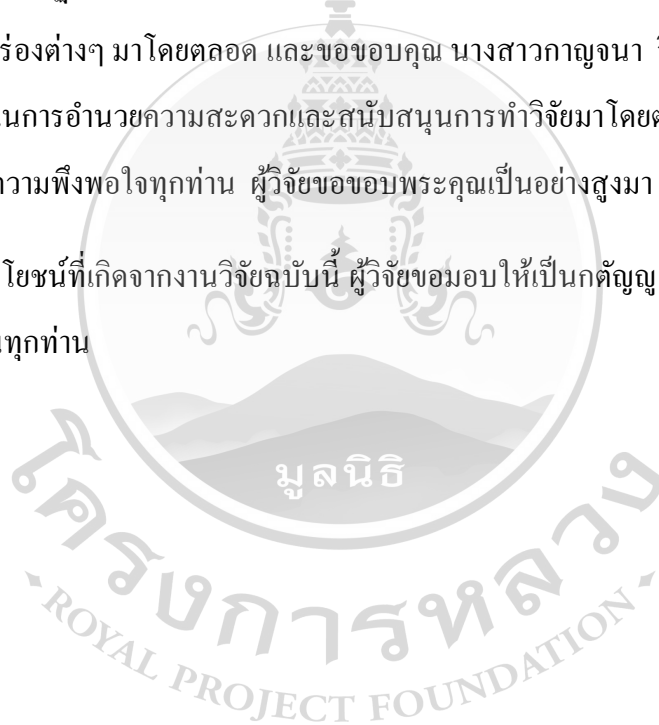 ร่องต่างๆ มาโดยตลอด และขอขอบคุณ นางสาวกาญจนา
นการอำนวยความสะดวกและสนับสนุนการทำวิจัยมาโดยต
วามพึงพอใจทุกท่าน ผู้วิจัยขอขอบพระคุณเป็นอย่างสูงมา
โยชน์ที่เกิดจากงานวิจัยฉบับนี้ ผู้วิจัยขอมอบให้เป็นกตัญญู
ทุกท่าน
มูลนิธิ
โครงการหลวง
ROYAL PROJECT FOUNDATION